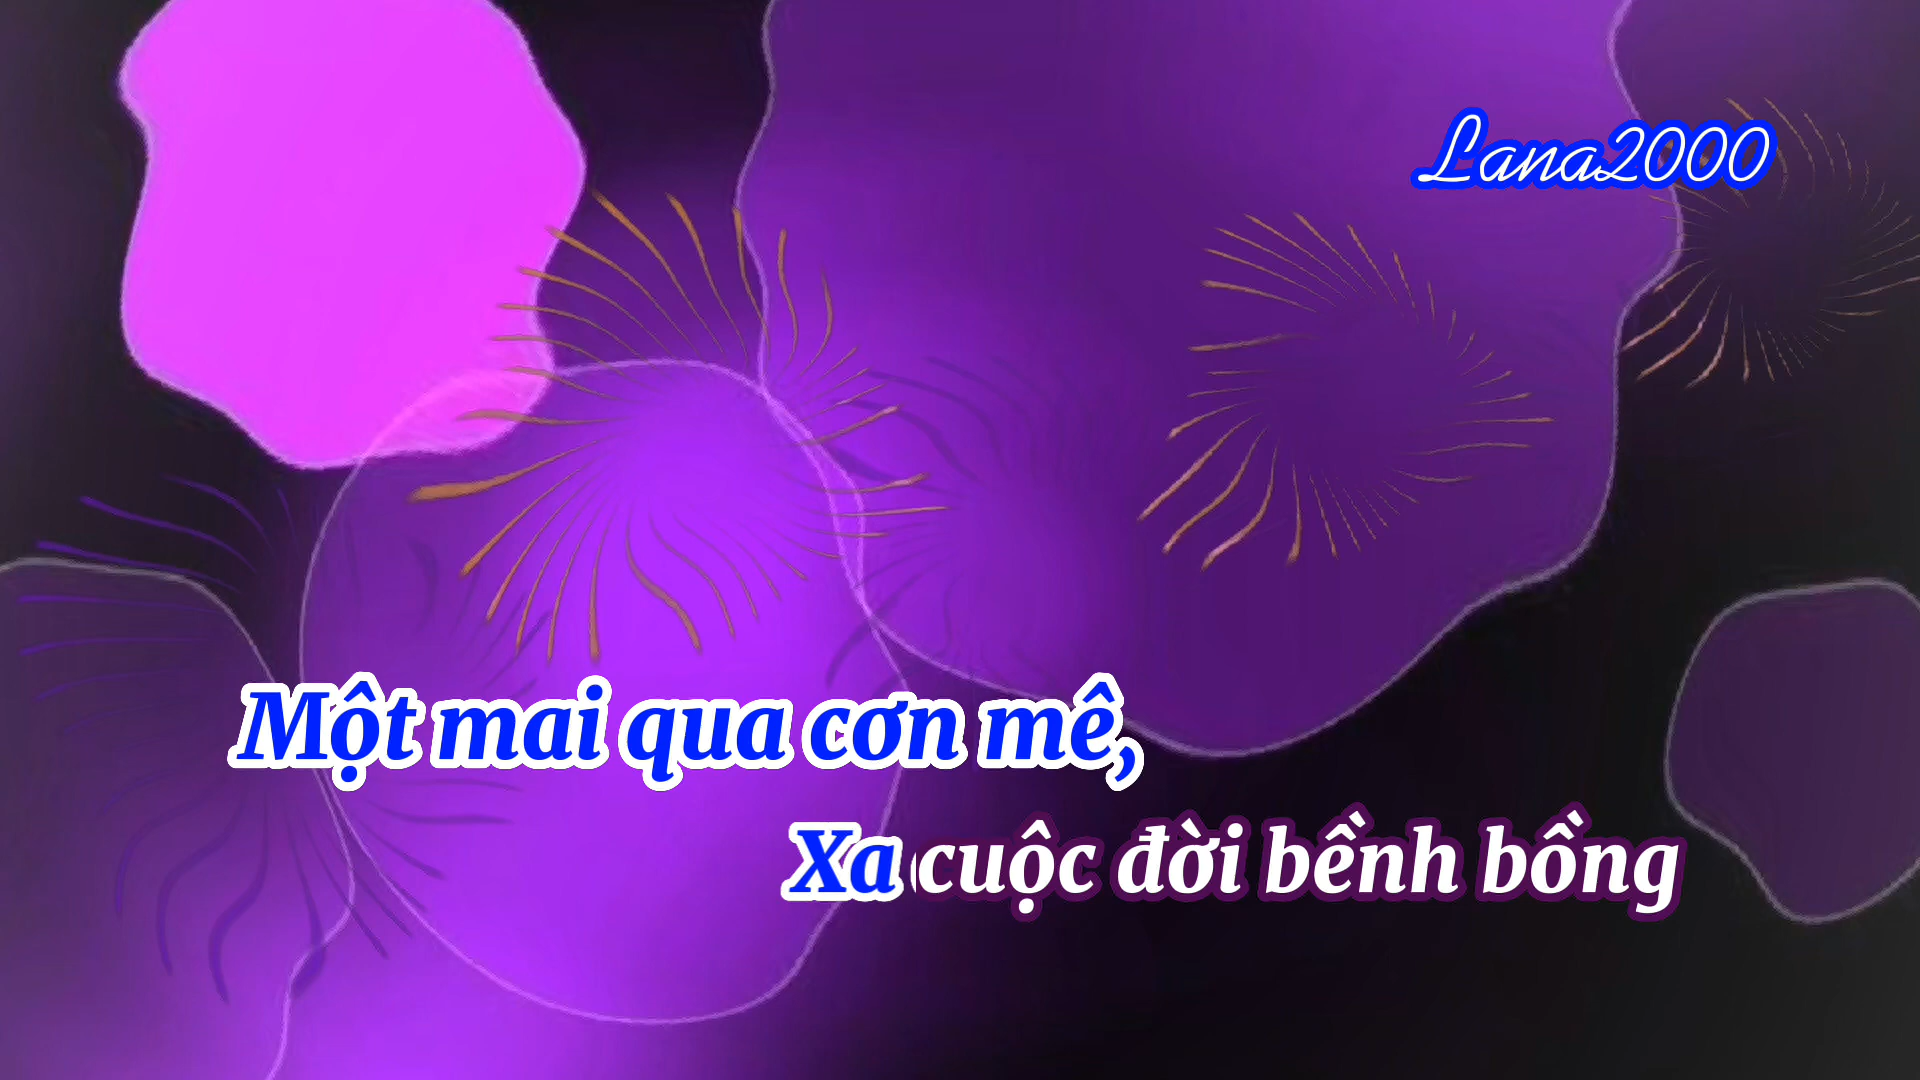 Lana2000
Một mai qua cơn mê,
Xa cuộc đời bềnh bồng